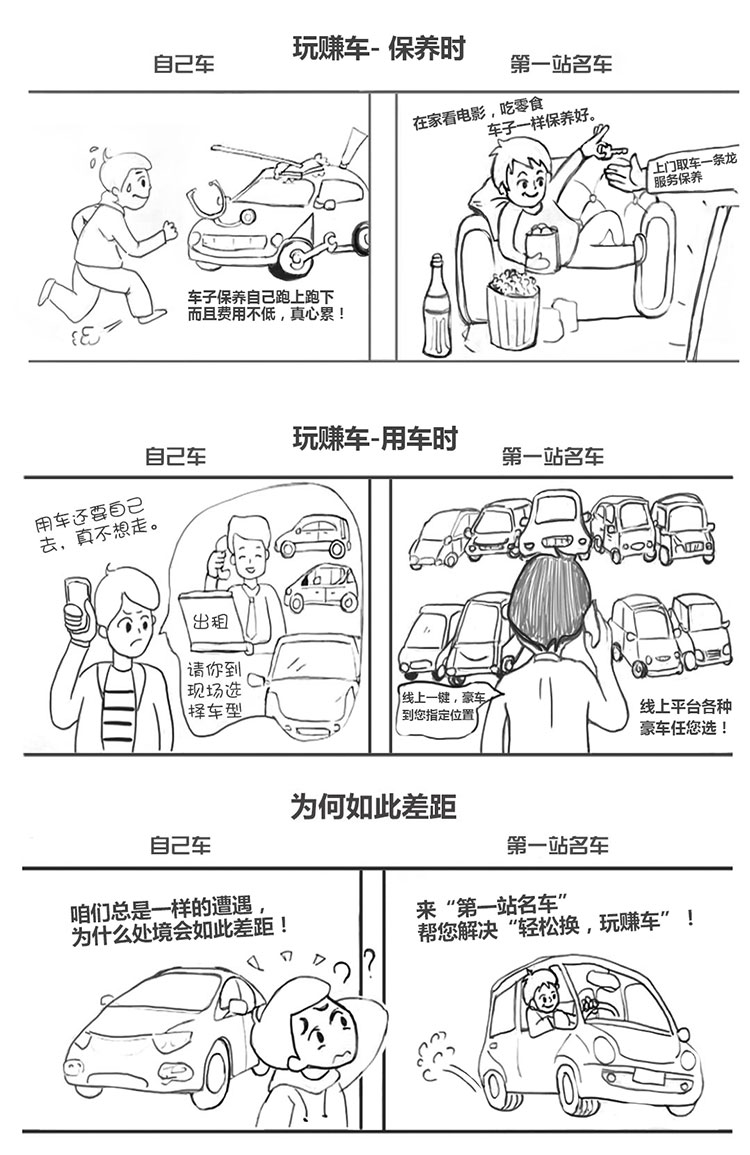 玩赚车- 保养时
自己车
第一站名车
车子保养自己跑上跑下
而且费用不低，真心累！
在家看电影，吃零食
车子一样保养好。
上门取车一条龙
服务保养
玩赚车-用车时
自己车
第一站名车
用车还要自己
去，真不想走。
出租
请你到
现场选
择车型
线上一键，豪车
到您指定位置
线上平台各种
豪车任您选！
为何如此差距
自己车
第一站名车
咱们总是一样的遭遇，
为什么处境会如此差距！
? ?
来“第一站名车”
帮您解决“轻松换，玩赚车”！